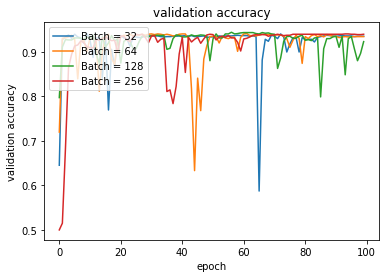 validation accuracy
Batch = 32
Batch = 64
Batch = 128
Batch = 256
validation accuracy
0.9
0.8
0.7
0.6
0.5
0 20 40 60 80 100
epoch